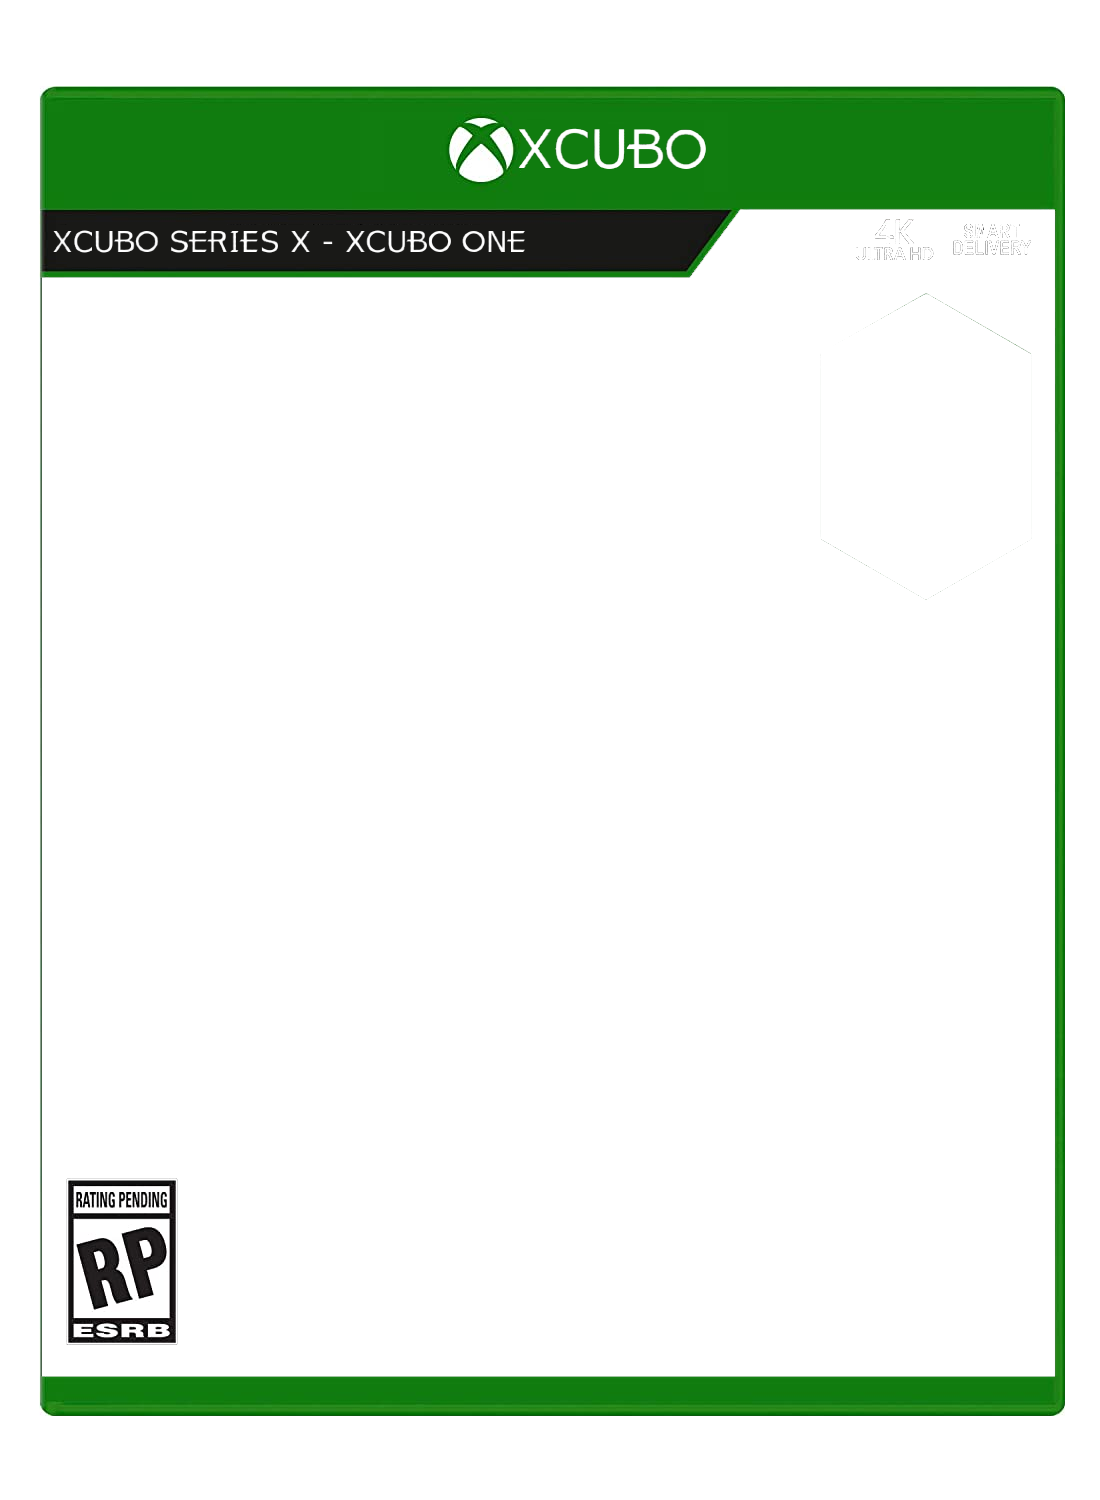 XCUBO
XCUBO SERIES X - XCUBO ONE
4K
ULTRA HD
SMART
DELIVERY
RATING PENDING
RP
ESRB